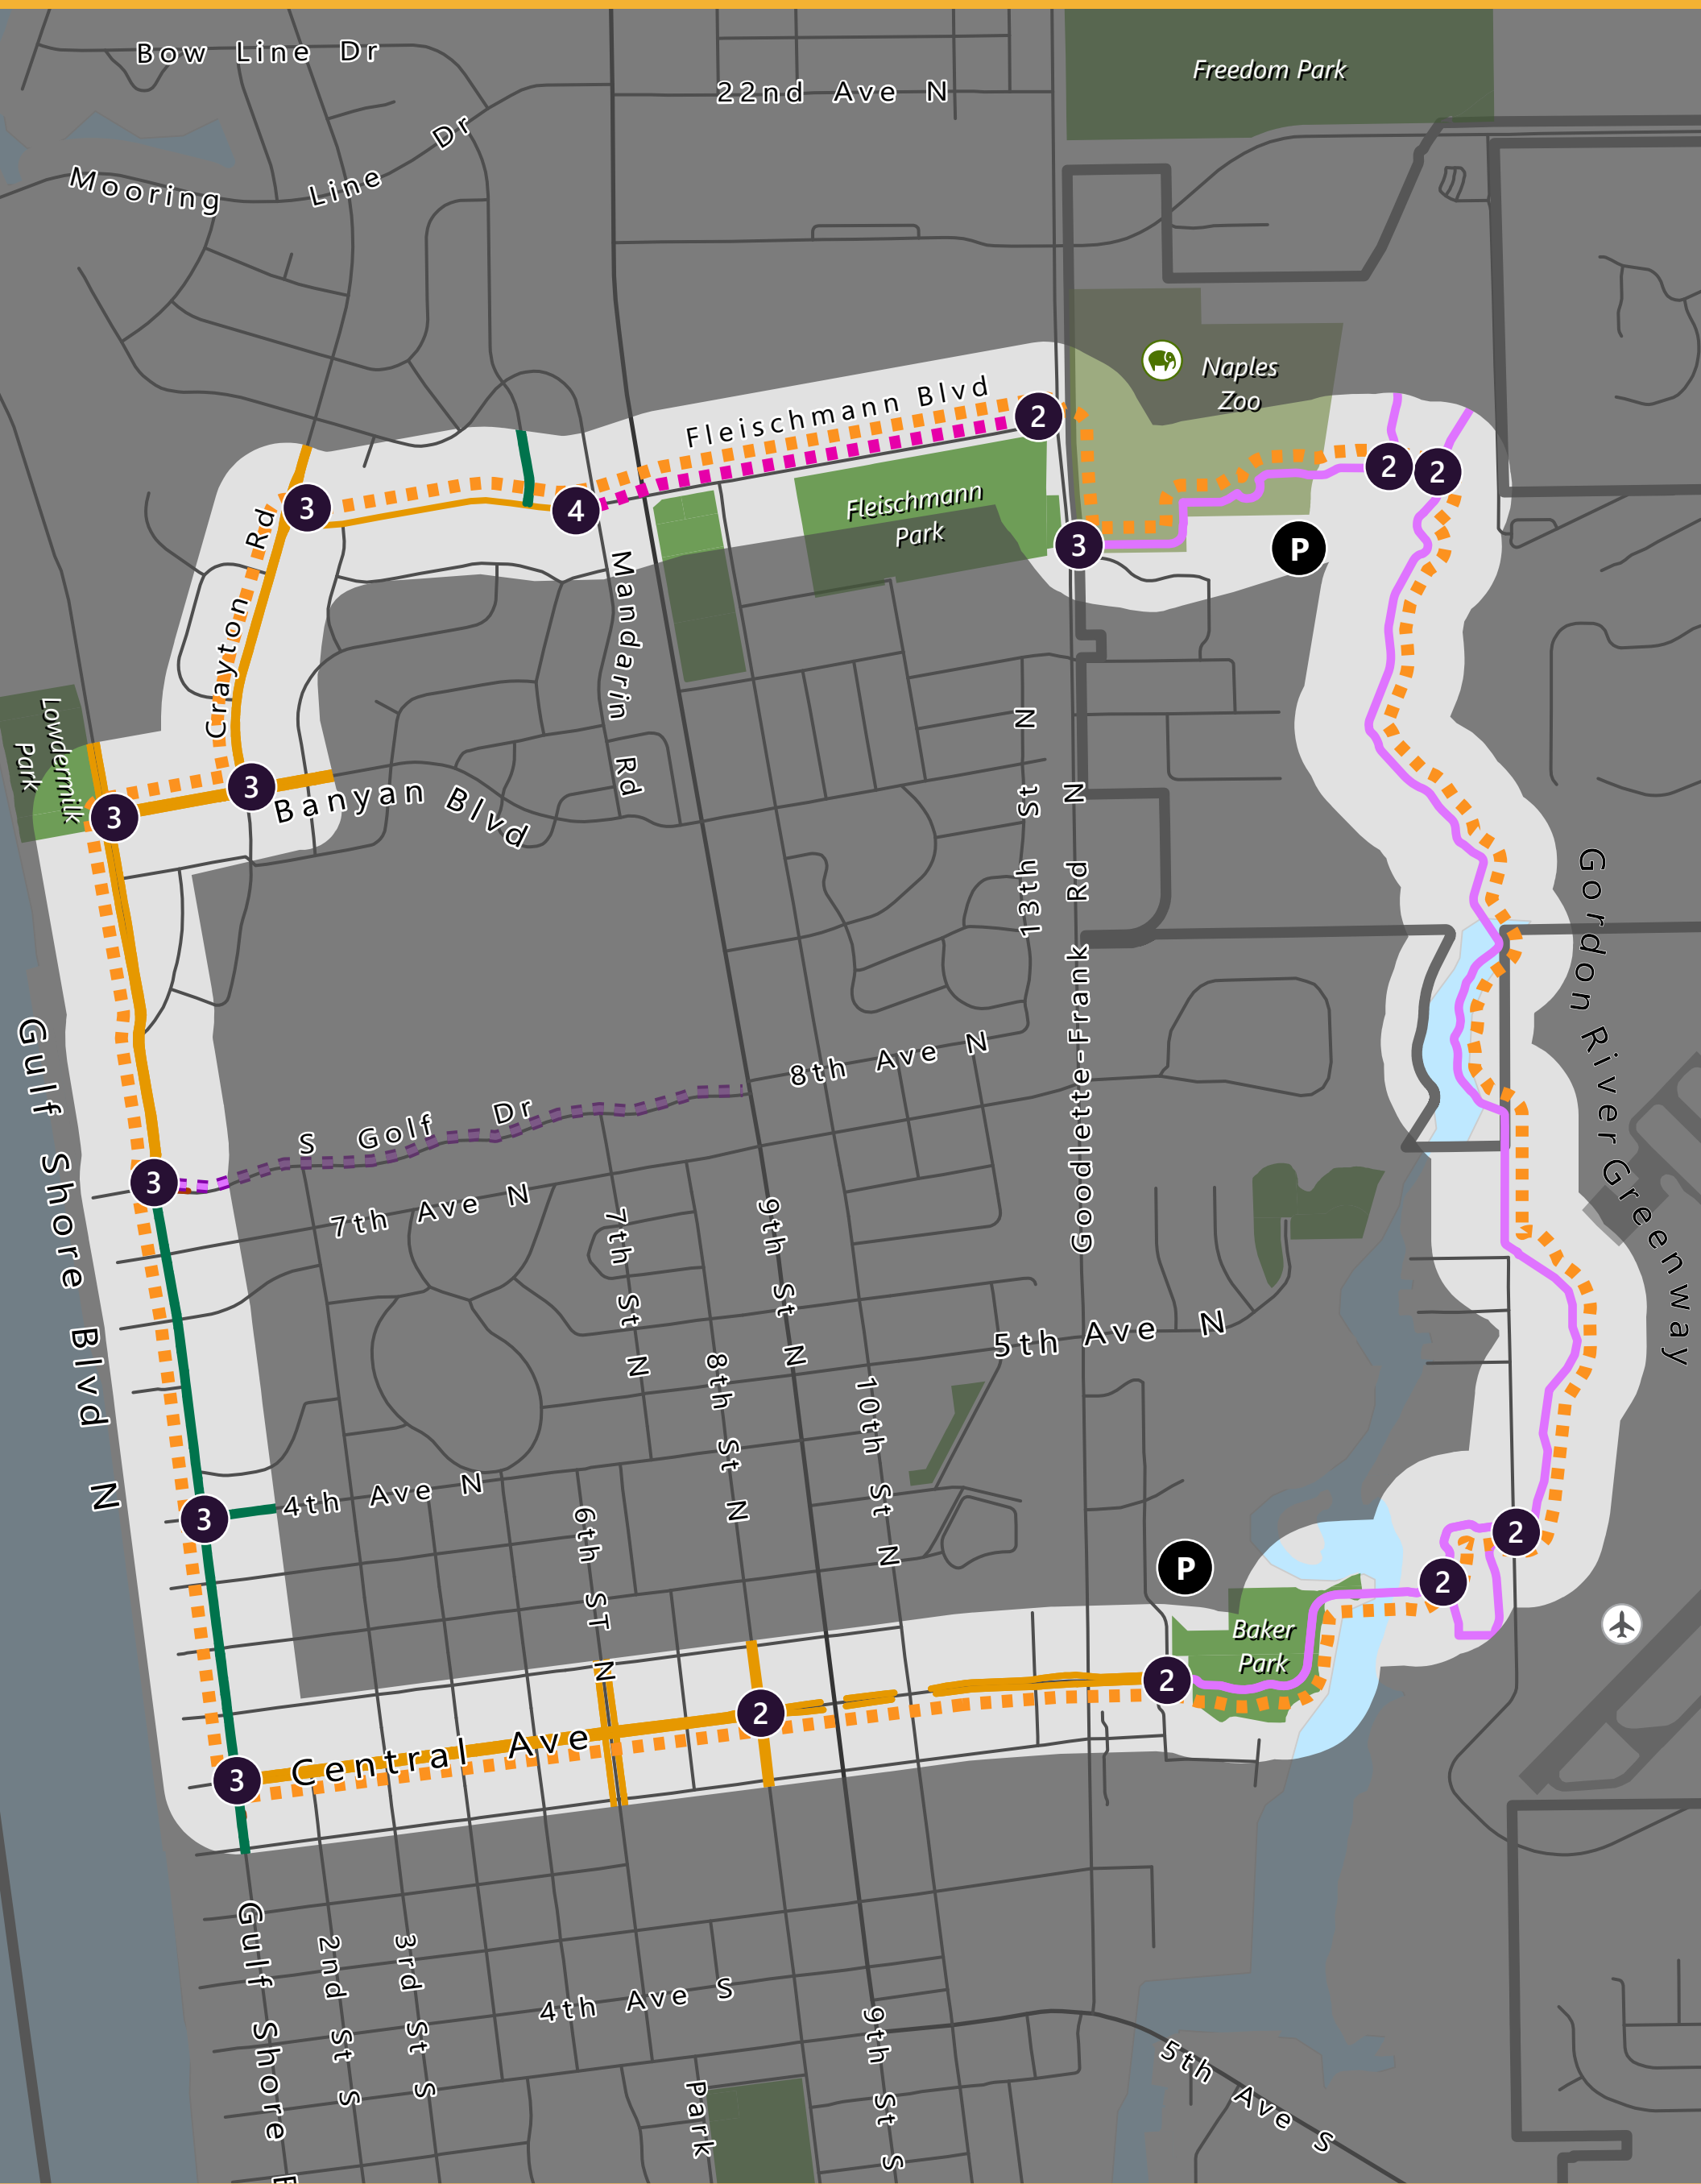 Bow Line Dr
22nd Ave N
Freedom Park
Mooring Line Dr
Naples
Zoo
Fleischmann Blvd
2
2
2
3
4
3
Fleischmann
Park
P
Crayton Rd
Mandarin Rd
Lowdermilk
Park
3
3
Banyan Blvd
13th St N
Goodlette-Frank Rd N
Gordon River Greenway
8th Ave N
S Golf Dr
3
Gulf Shore Blvd N
7th Ave N
7th St N
9th St N
8th St N
5th Ave N
10th St N
4th Ave N
3
6th ST N
2
2
P
Baker
Park
2
2
Central Ave
3
Gulf Shore
2nd St S
3rd St S
4th Ave S
9th St S
5th Ave S
Park